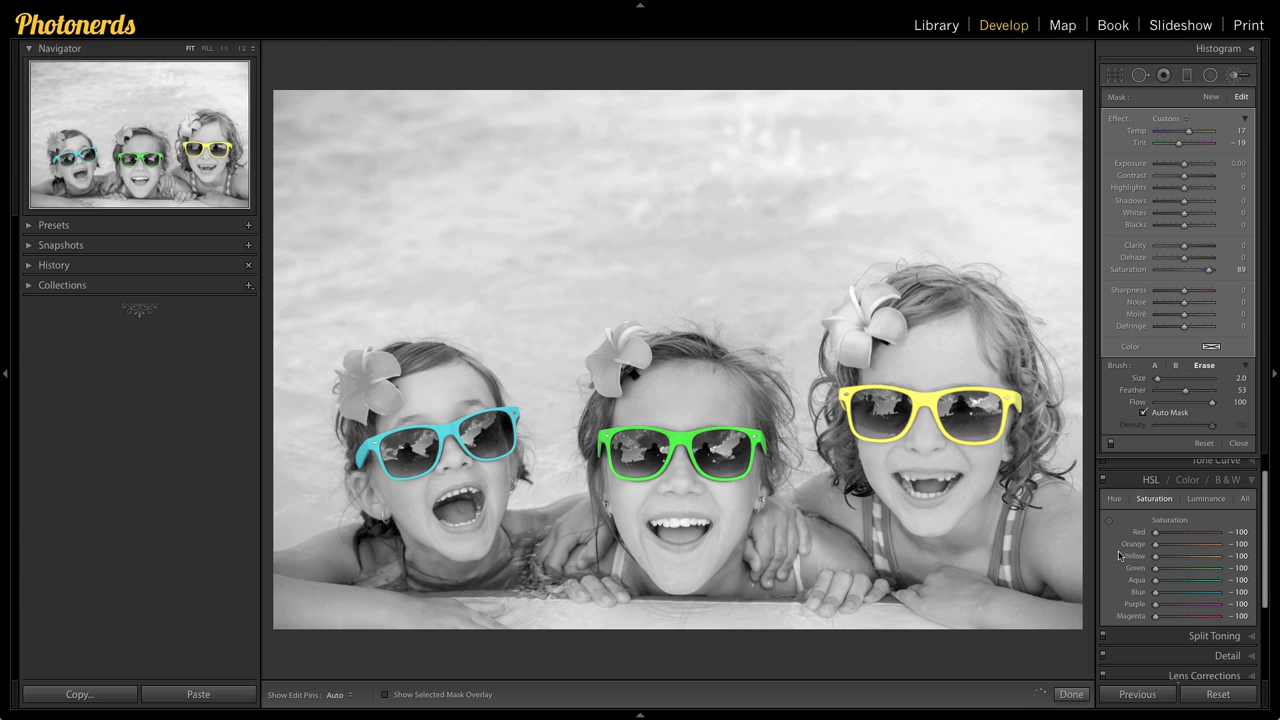 Photonerds
Library | Develop | Map | Book | Slideshow | Print
Navigator FIT FILL 1:1 1:2
Presets
Snapshots
History
Collections
Copy... Paste
Show Edit Pins : Auto Show Selected Mask Overlay Done
Histogram
Mask : New Edit
Effect : Custom
Temp 17
Tint – 19
Exposure 0.00
Contrast 0
Highlights 0
Shadows 0
Whites 0
Blacks 0
Clarity 0
Dehaze 0
Saturation 89
Sharpness 0
Noise 0
Moiré 0
Defringe 0
Color
Brush : A B Erase
Size 2.0
Feather 53
Flow 100
Auto Mask
Density 100
Reset Close
Tone Curve
HSL / Color / B & W
Hue Saturation Luminance All
Saturation
Red – 100
Orange – 100
Yellow – 100
Green – 100
Aqua – 100
Blue – 100
Purple – 100
Magenta – 100
Split Toning
Detail
Lens Corrections
Previous Reset